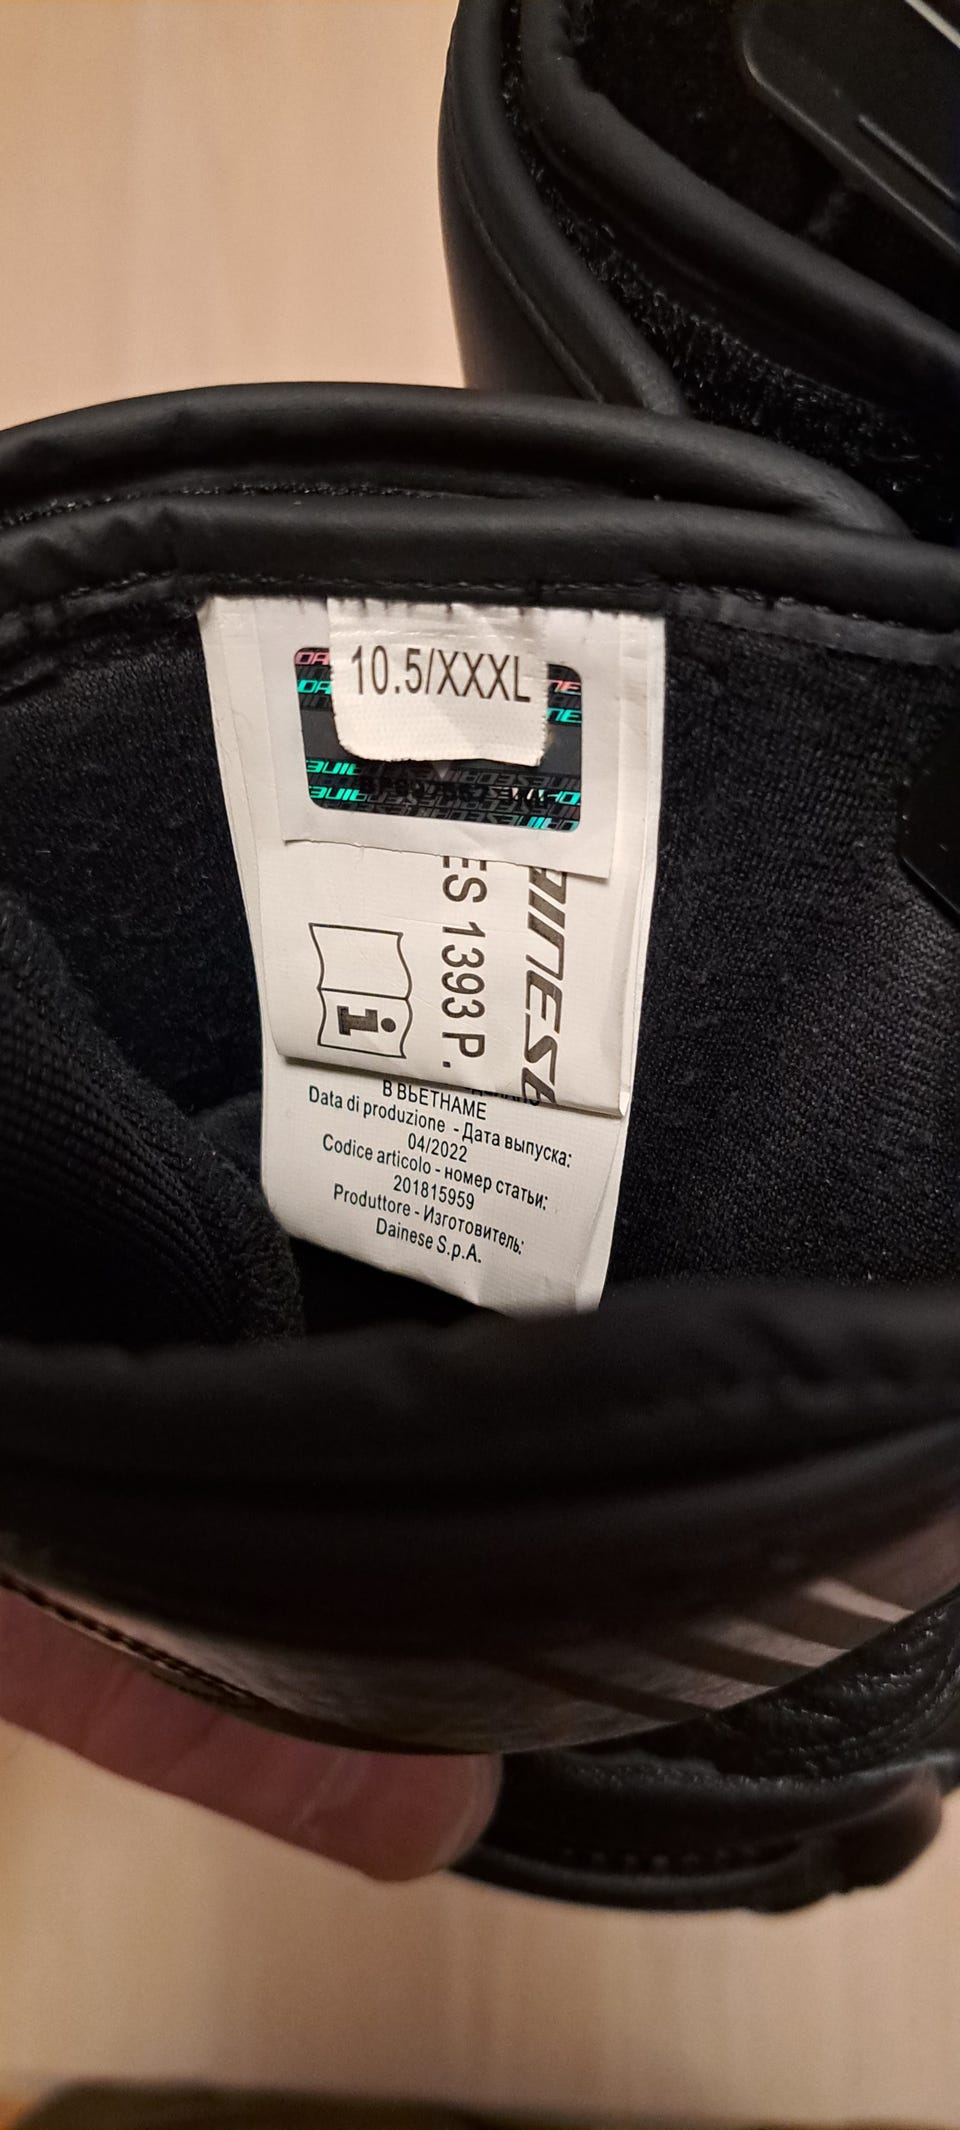 10.5/XXXL
DAINESE
ES 1393 P.
i
В ВЬЕТНАМЕ
Data di produzione - Дата выпуска:
04/2022
Codice articolo - номер статьи:
201815959
Produttore - Изготовитель:
Dainese S.p.A.